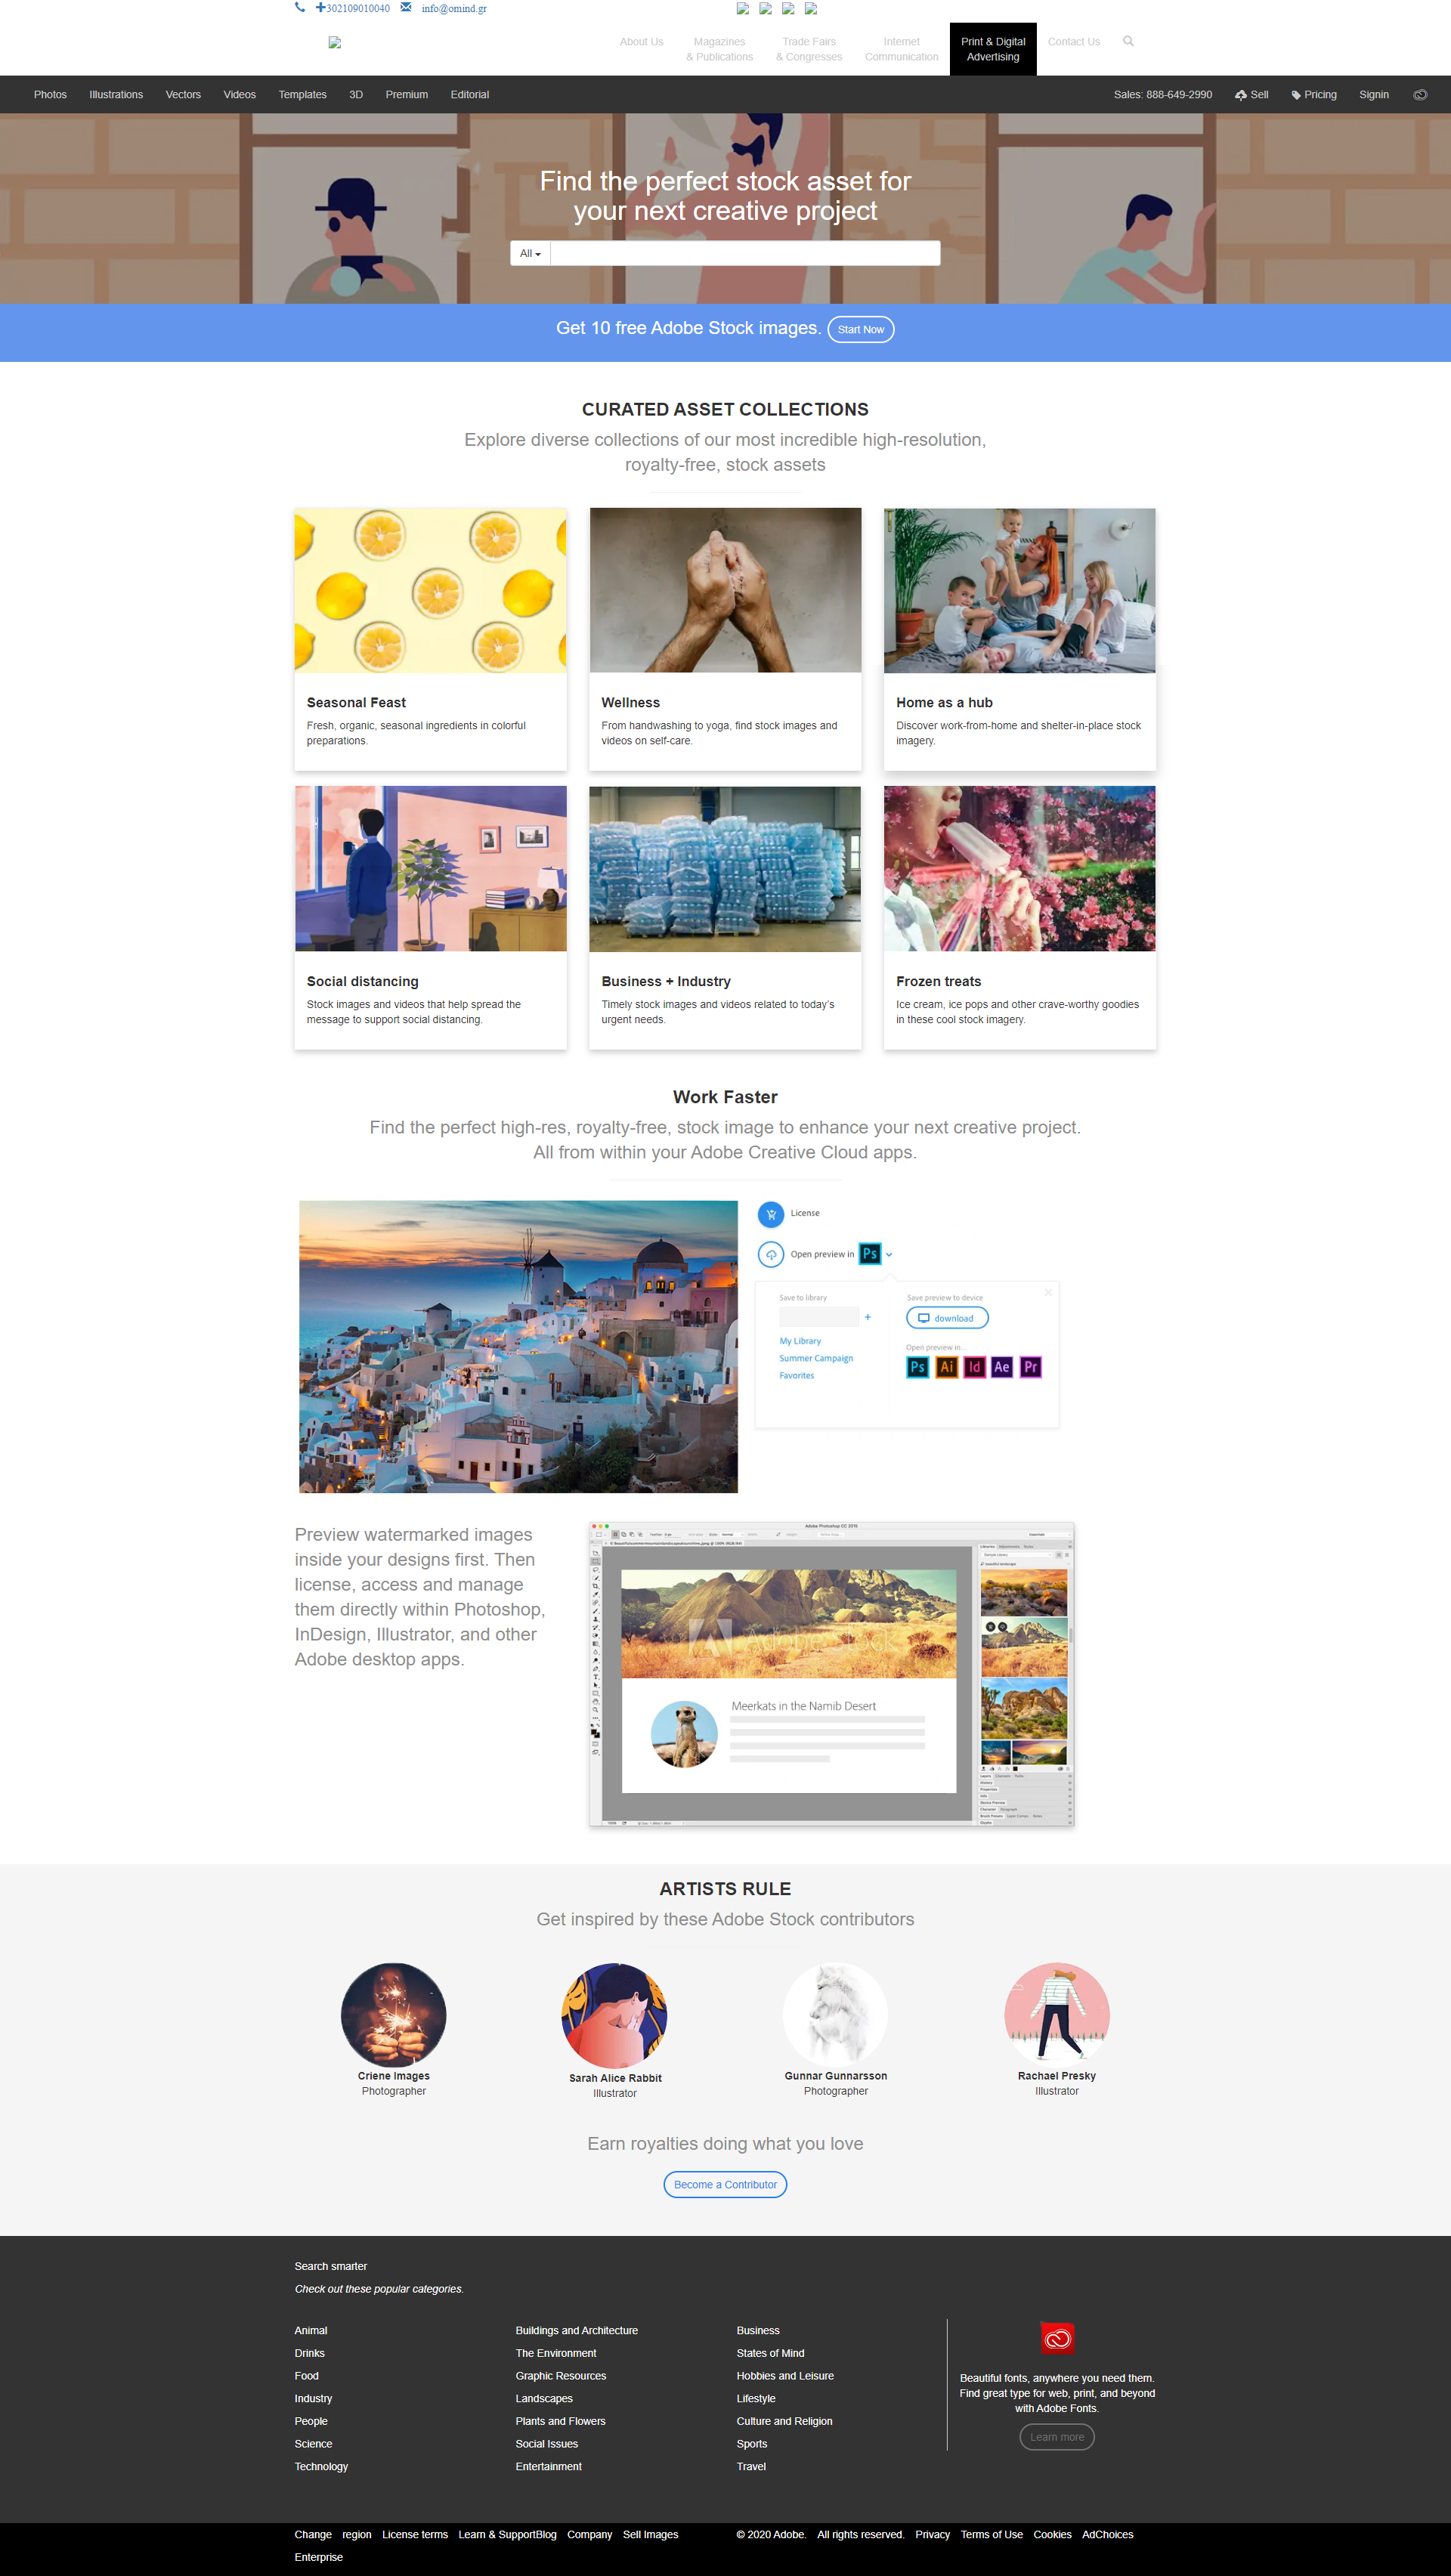 +302109010040 info@omind.gr
About Us
Magazines
& Publications
Trade Fairs
& Congresses
Internet
Communication
Print & Digital
Advertising
Contact Us
Photos Illustrations Vectors Videos Templates 3D Premium Editorial
Sales: 888-649-2990 Sell Pricing Signin
Find the perfect stock asset for
your next creative project
All
Get 10 free Adobe Stock images. Start Now
CURATED ASSET COLLECTIONS
Explore diverse collections of our most incredible high-resolution,
royalty-free, stock assets
Seasonal Feast
Fresh, organic, seasonal ingredients in colorful
preparations.
Wellness
From handwashing to yoga, find stock images and
videos on self-care.
Home as a hub
Discover work-from-home and shelter-in-place stock
imagery.
Social distancing
Stock images and videos that help spread the
message to support social distancing.
Business + Industry
Timely stock images and videos related to today's
urgent needs.
Frozen treats
Ice cream, ice pops and other crave-worthy goodies
in these cool stock imagery.
Work Faster
Find the perfect high-res, royalty-free, stock image to enhance your next creative project.
All from within your Adobe Creative Cloud apps.
License
Open preview in Ps
Save to library
+
My Library
Summer Campaign
Favorites
Save preview to device
download
Open preview in...
Ps Ai Id Ae Pr
Preview watermarked images
inside your designs first. Then
license, access and manage
them directly within Photoshop,
InDesign, Illustrator, and other
Adobe desktop apps.
Adobe Photoshop CC 2015
Adobe Stock
Meerkats in the Namib Desert
ARTISTS RULE
Get inspired by these Adobe Stock contributors
Criene Images
Photographer
Sarah Alice Rabbit
Illustrator
Gunnar Gunnarsson
Photographer
Rachael Presky
Illustrator
Earn royalties doing what you love
Become a Contributor
Search smarter
Check out these popular categories.
Animal
Drinks
Food
Industry
People
Science
Technology
Buildings and Architecture
The Environment
Graphic Resources
Landscapes
Plants and Flowers
Social Issues
Entertainment
Business
States of Mind
Hobbies and Leisure
Lifestyle
Culture and Religion
Sports
Travel
Beautiful fonts, anywhere you need them.
Find great type for web, print, and beyond
with Adobe Fonts.
Learn more
Change region License terms Learn & SupportBlog Company Sell Images
Enterprise
© 2020 Adobe. All rights reserved. Privacy Terms of Use Cookies AdChoices